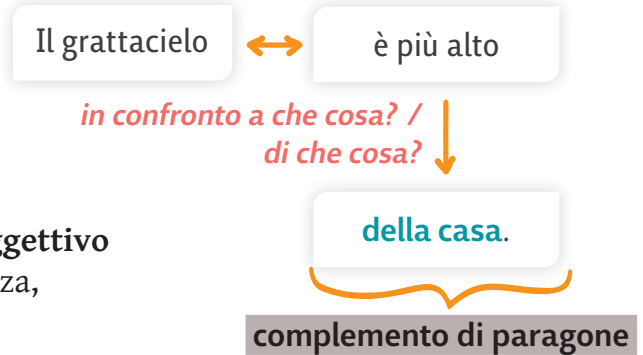 Il grattacielo è più alto
in confronto a che cosa? /
di che cosa?
della casa.
complemento di paragone